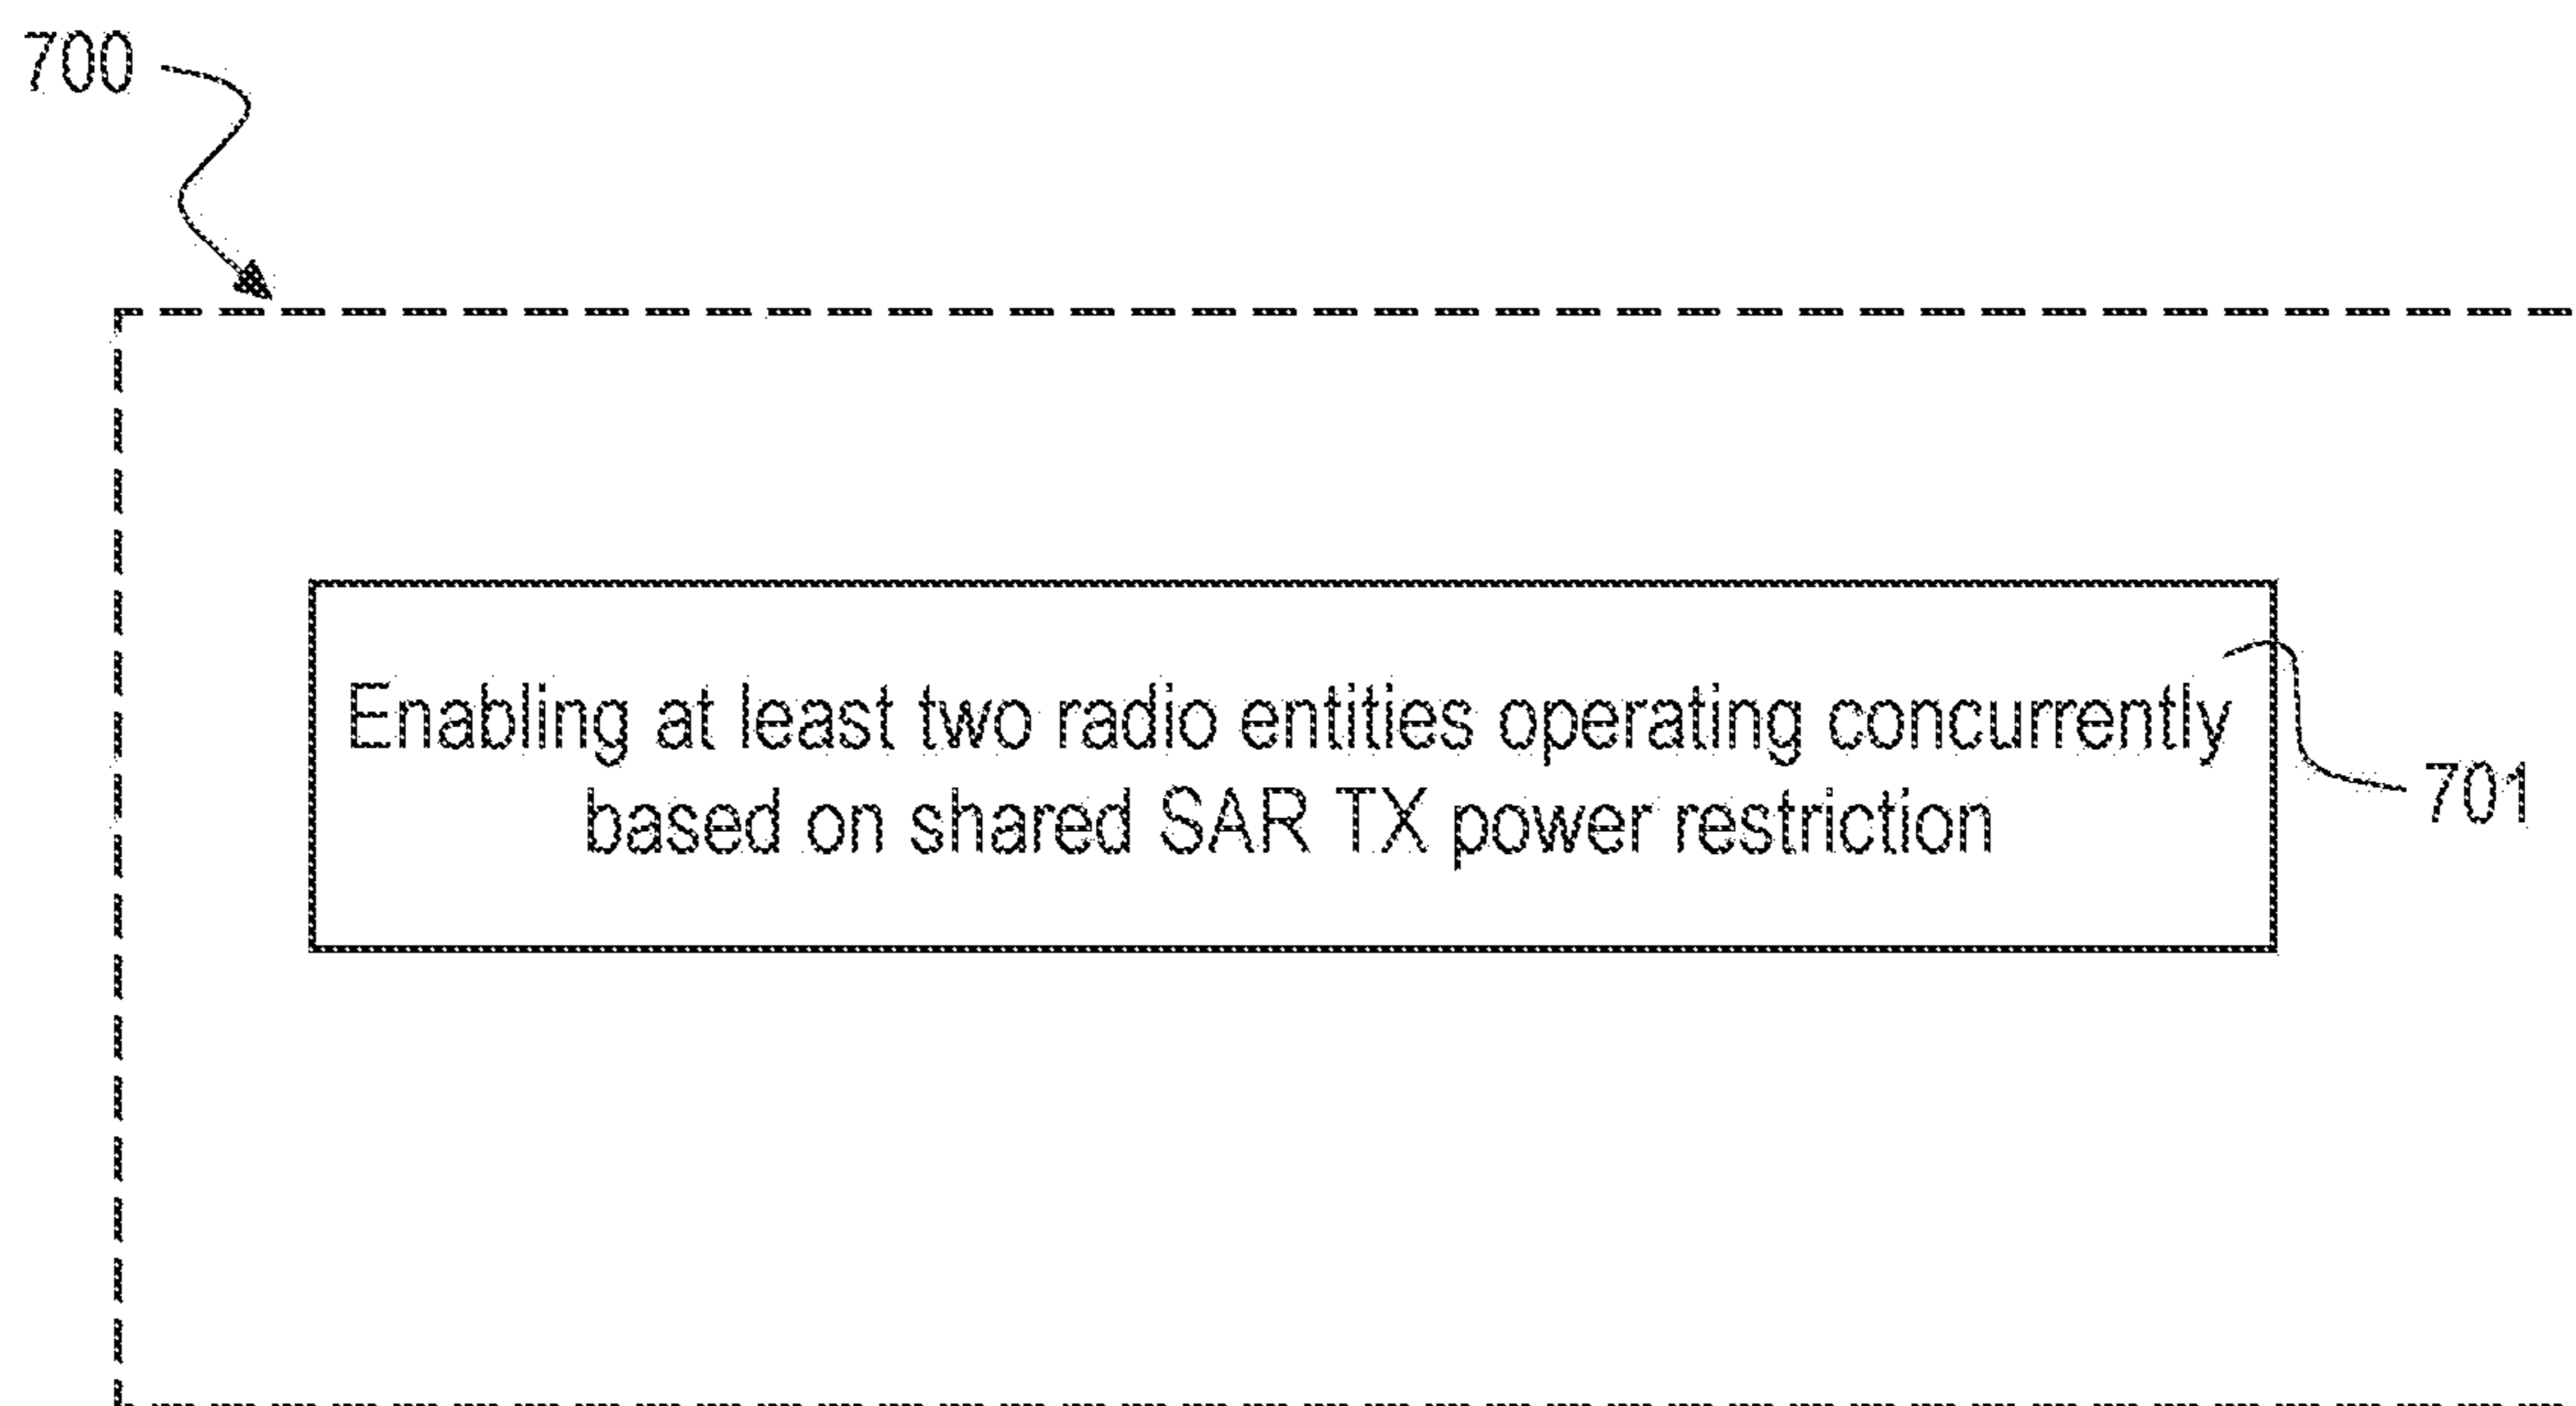 700
Enabling at least two radio entities operating concurrently
based on shared SAR TX power restriction
701